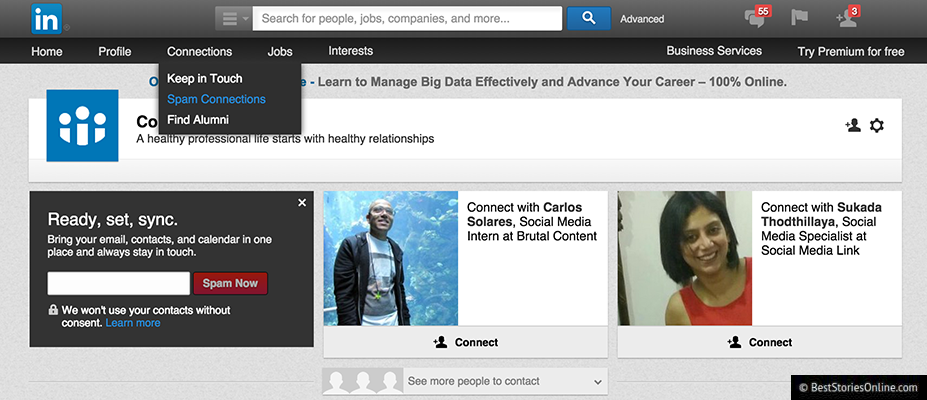 in
Search for people, jobs, companies, and more...
Advanced
55
3
Home Profile Connections Jobs Interests Business Services Try Premium for free
Keep in Touch
Spam Connections
Find Alumni
- Learn to Manage Big Data Effectively and Advance Your Career – 100% Online.
A healthy professional life starts with healthy relationships
Ready, set, sync.
Bring your email, contacts, and calendar in one
place and always stay in touch.
Spam Now
We won't use your contacts without
consent. Learn more
Connect with Carlos
Solares, Social Media
Intern at Brutal Content
Connect
Connect with Sukada
Thodthillaya, Social
Media Specialist at
Social Media Link
Connect
See more people to contact
© BestStoriesOnline.com